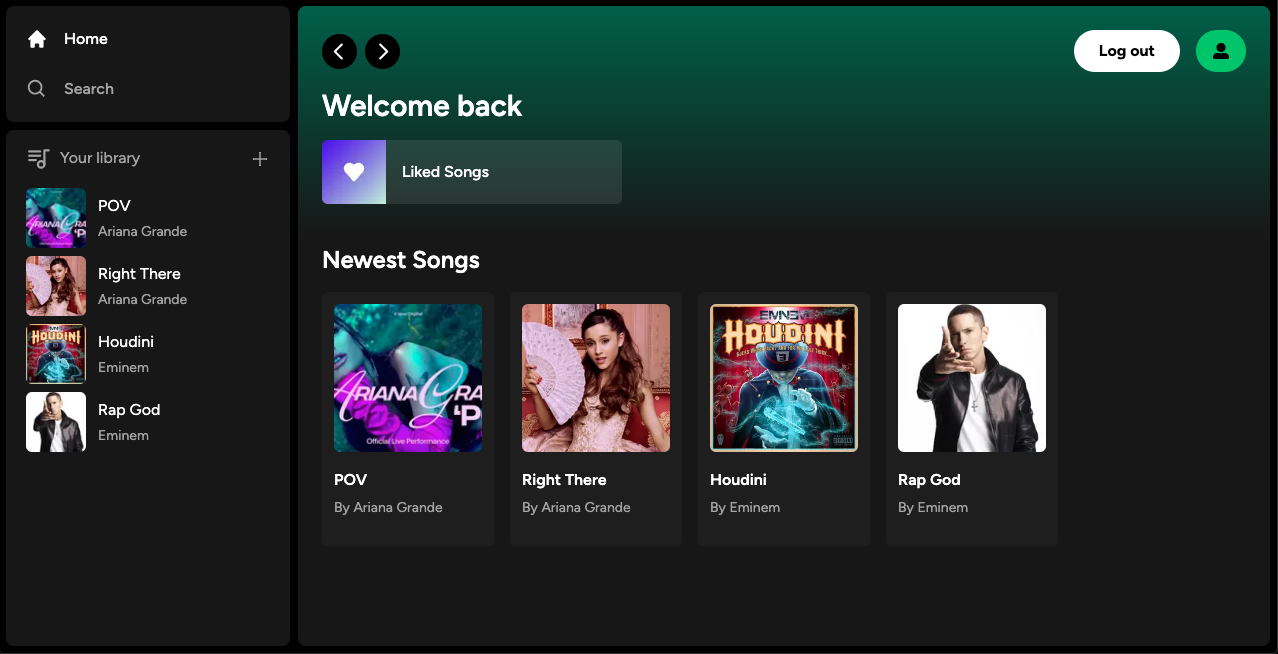 Home
Search
Your library
POV
Ariana Grande
Right There
Ariana Grande
Houdini
Eminem
Rap God
Eminem
Log out
Welcome back
Liked Songs
Newest Songs
ARIANA GRA
'P
Official Live Performance
POV
By Ariana Grande
Right There
By Ariana Grande
EMINEM
HOUDINI
Houdini
By Eminem
Rap God
By Eminem